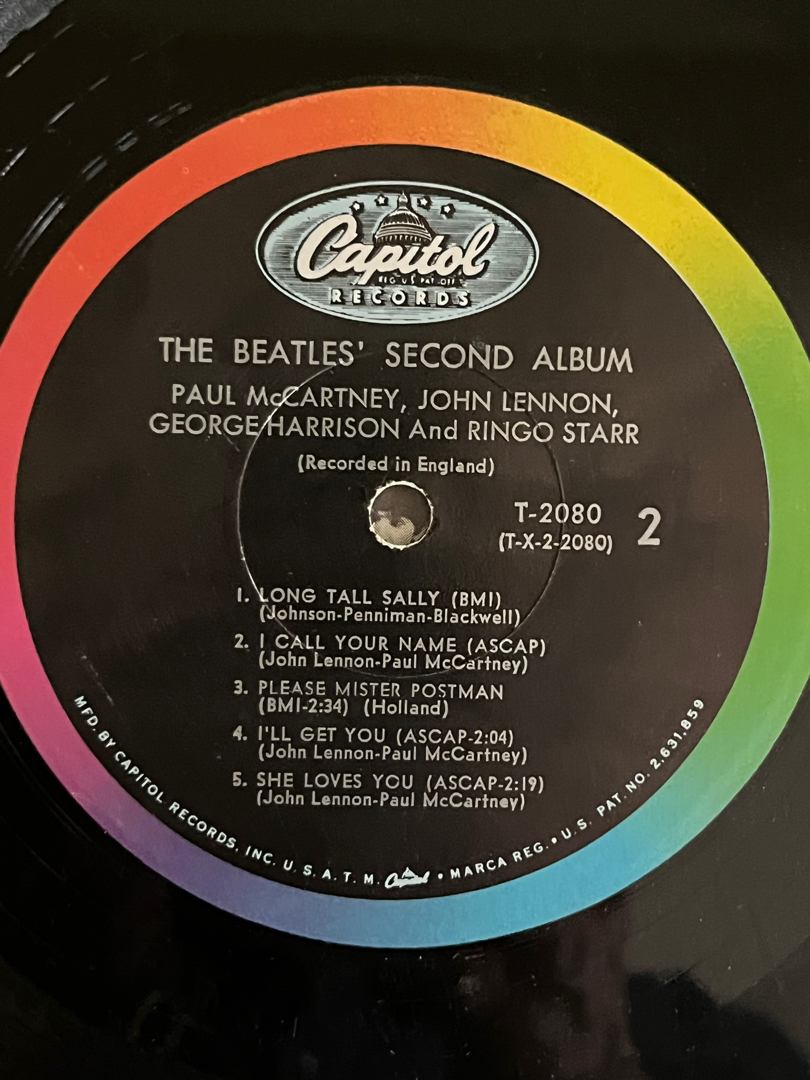 Capitol
REG. U.S. PAT. OFF.
RECORDS
THE BEATLES' SECOND ALBUM
PAUL McCARTNEY, JOHN LENNON,
GEORGE HARRISON And RINGO STARR
(Recorded in England)
T-2080
(T-X-2-2080)
2
1. LONG TALL SALLY (BMI)
(Johnson-Penniman-Blackwell)
2. I CALL YOUR NAME (ASCAP)
(John Lennon-Paul McCartney)
3. PLEASE MISTER POSTMAN
(BMI-2:34) (Holland)
4. I'LL GET YOU (ASCAP-2:04)
(John Lennon-Paul McCartney)
5. SHE LOVES YOU (ASCAP-2:19)
(John Lennon-Paul McCartney)
MFD. BY CAPITOL RECORDS, INC. U. S. A. T. M. Capitol • MARCA REG. • U. S. PAT. NO. 2,631,859